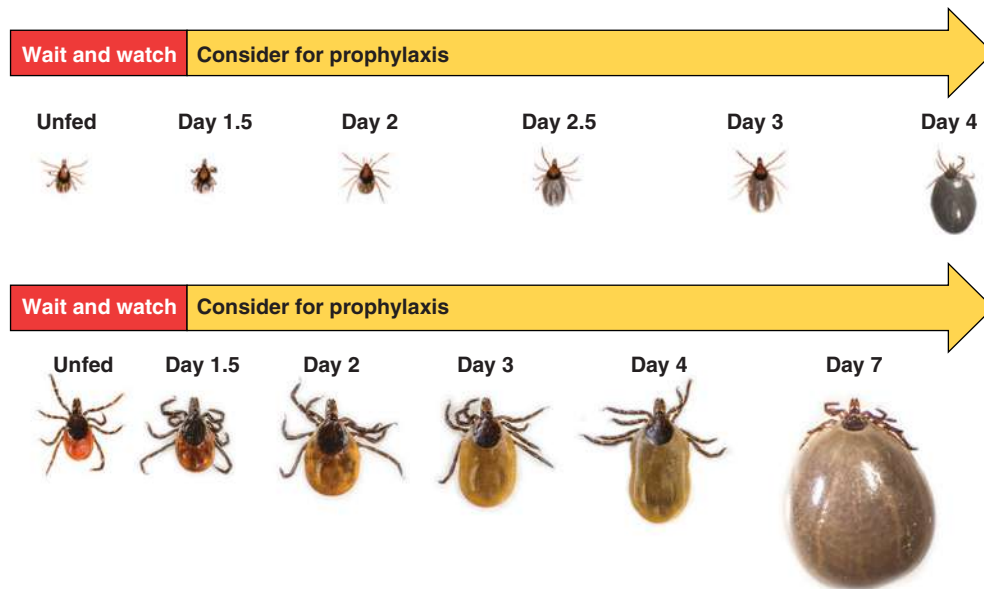 Wait and watch Consider for prophylaxis
Unfed Day 1.5 Day 2 Day 2.5 Day 3 Day 4
Wait and watch Consider for prophylaxis
Unfed Day 1.5 Day 2 Day 3 Day 4 Day 7